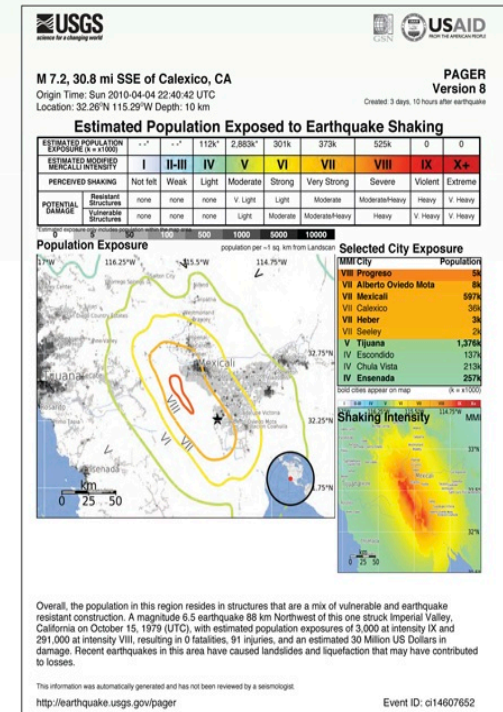 USGS
science for a changing world
GSN
USAID
FROM THE AMERICAN PEOPLE
M 7.2, 30.8 mi SSE of Calexico, CA
Origin Time: Sun 2010-04-04 22:40:42 UTC
Location: 32.26°N 115.29°W Depth: 10 km
PAGER
Version 8
Created: 3 days, 10 hours after earthquake
Estimated Population Exposed to Earthquake Shaking
ESTIMATED POPULATION EXPOSURE (k = x1000) - -* - -* 112k* 2,883k* 301k 373k 525k 0 0
ESTIMATED MODIFIED MERCALLI INTENSITY I II-III IV V VI VII VIII IX X+
PERCEIVED SHAKING Not felt Weak Light Moderate Strong Very Strong Severe Violent Extreme
POTENTIAL DAMAGE
Resistant Structures none none none V. Light Light Moderate Moderate/Heavy Heavy V. Heavy
Vulnerable Structures none none none Light Moderate Moderate/Heavy Heavy V. Heavy V. Heavy
*Estimated exposure only includes population within the map area.
0 5 50 100 500 1000 5000 10000
Population Exposure
population per ~1 sq. km from Landscan
116.25°W 115.5°W 114.75°W
Mexicali
32.75°N
32.25°N
VIII
VII
VI
V
km
0 25 50
Selected City Exposure
MMI City Population
VIII Progreso 5k
VII Alberto Oviedo Mota 8k
VII Mexicali 597k
VII Calexico 36k
VII Heber 3k
VII Seeley 2k
V Tijuana 1,376k
IV Escondido 137k
IV Chula Vista 213k
IV Ensenada 257k
bold cities appear on map (k = x1000)
Shaking Intensity MMI
33°N
32°N
km
0 25 50
Overall, the population in this region resides in structures that are a mix of vulnerable and earthquake
resistant construction. A magnitude 6.5 earthquake 88 km Northwest of this one struck Imperial Valley,
California on October 15, 1979 (UTC), with estimated population exposures of 3,000 at intensity IX and
291,000 at intensity VIII, resulting in 0 fatalities, 91 injuries, and an estimated 30 Million US Dollars in
damage. Recent earthquakes in this area have caused landslides and liquefaction that may have contributed
to losses.
This information was automatically generated and has not been reviewed by a seismologist.
http://earthquake.usgs.gov/pager
Event ID: ci14607652